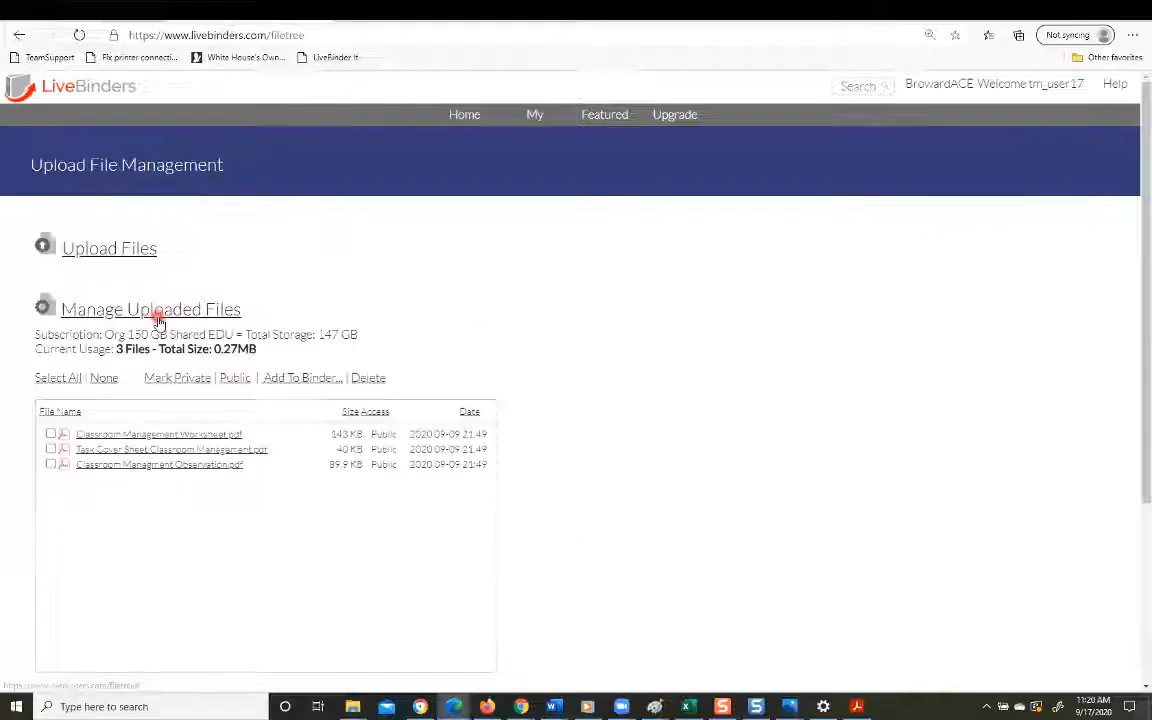 https://www.livebinders.com/filetree
Not syncing
TeamSupport
Fix printer connecti...
White House's Own...
LiveBinder It
Other favorites
LiveBinders
Search
BrowardACE Welcome tm_user17
Help
Home
My
Featured
Upgrade
Upload File Management
Upload Files
Manage Uploaded Files
Subscription: Org 150 GB Shared EDU = Total Storage: 147 GB
Current Usage: 3 Files - Total Size: 0.27MB
Select All | None Mark Private | Public | Add To Binder... | Delete
File Name Size Access Date
Classroom Management Worksheet.pdf 143 KB Public 2020-09-09 21:49
Task Cover Sheet Classroom Management.pdf 40 KB Public 2020-09-09 21:49
Classroom Managment Observation.pdf 89.9 KB Public 2020-09-09 21:49
https://www.livebinders.com/filetree#
Type here to search
11:20 AM
9/17/2020